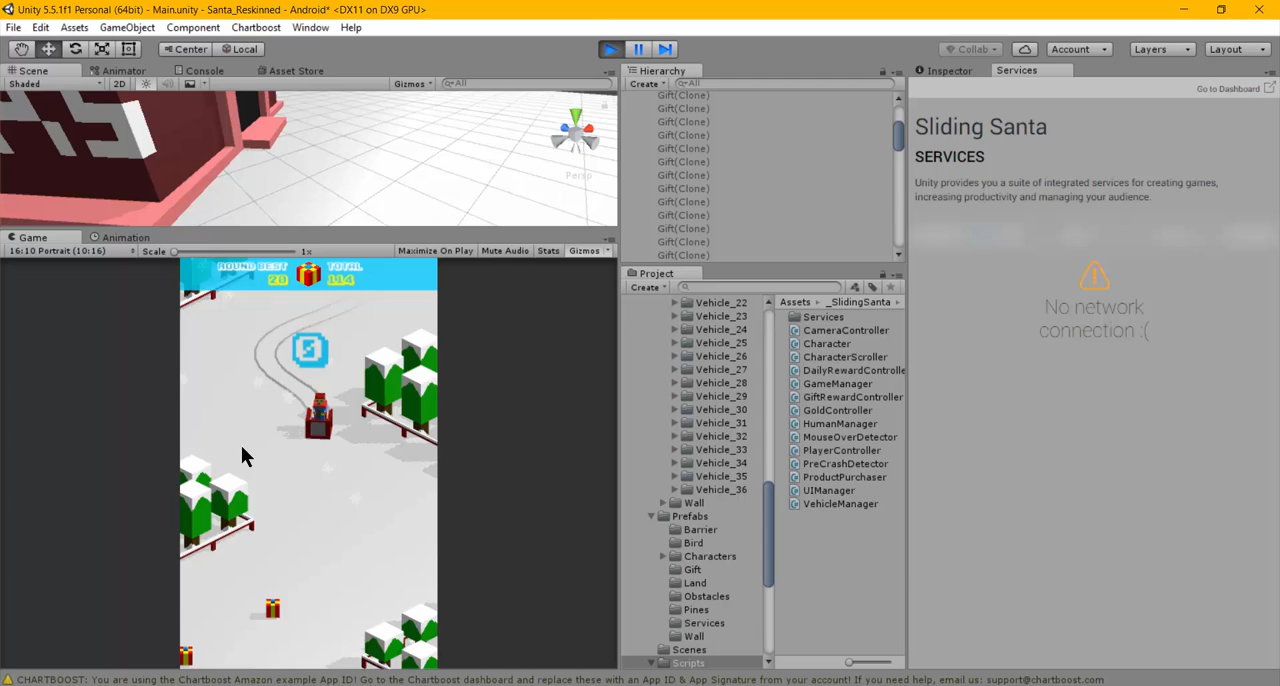 Unity 5.5.1f1 Personal (64bit) - Main.unity - Santa_Reskinned - Android* <DX11 on DX9 GPU>
File Edit Assets GameObject Component Chartboost Window Help
Center Local Collab Account Layers Layout
Scene Animator Console Asset Store
Shaded 2D Gizmos All
Persp
Game Animation
16:10 Portrait (10:16) Scale 1x Maximize On Play Mute Audio Stats Gizmos
ROUND BEST TOTAL
20 114
0
Hierarchy
Create All
Gift(Clone)
Gift(Clone)
Gift(Clone)
Gift(Clone)
Gift(Clone)
Gift(Clone)
Gift(Clone)
Gift(Clone)
Gift(Clone)
Gift(Clone)
Gift(Clone)
Gift(Clone)
Gift(Clone)
Project
Create
Vehicle_22
Vehicle_23
Vehicle_24
Vehicle_25
Vehicle_26
Vehicle_27
Vehicle_28
Vehicle_29
Vehicle_30
Vehicle_31
Vehicle_32
Vehicle_33
Vehicle_34
Vehicle_35
Vehicle_36
Wall
Prefabs
Barrier
Bird
Characters
Gift
Land
Obstacles
Pines
Services
Wall
Scenes
Scripts
Assets _SlidingSanta
Services
CameraController
Character
CharacterScroller
DailyRewardControlle
GameManager
GiftRewardController
GoldController
HumanManager
MouseOverDetector
PlayerController
PreCrashDetector
ProductPurchaser
UIManager
VehicleManager
Inspector Services
Go to Dashboard
Sliding Santa
SERVICES
Unity provides you a suite of integrated services for creating games,
increasing productivity and managing your audience.
No network
connection :(
CHARTBOOST: You are using the Chartboost Amazon example App ID! Go to the Chartboost dashboard and replace these with an App ID & App Signature from your account! If you need help, email us: support@chartboost.com